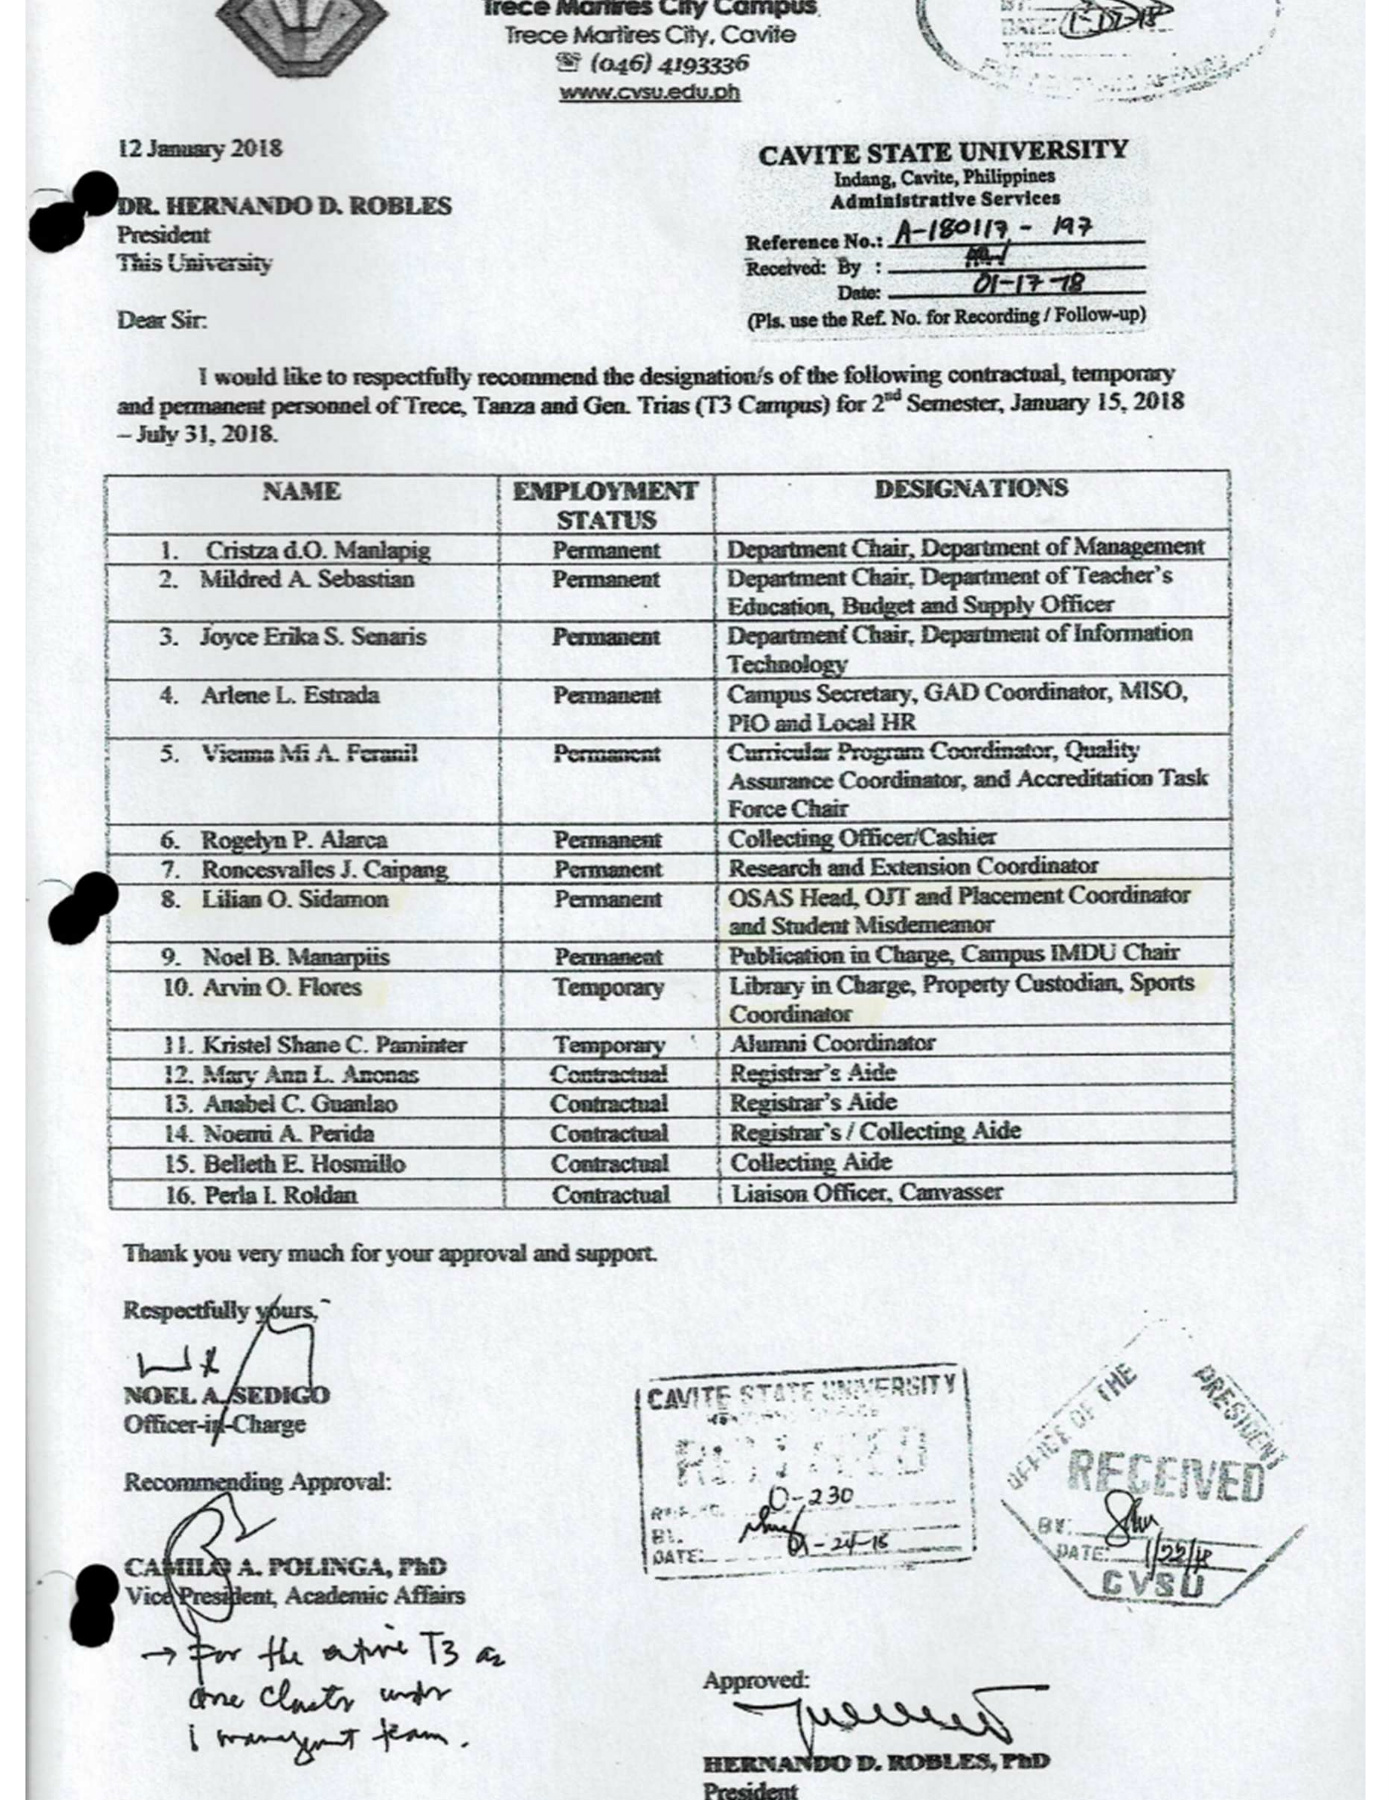 Trece Martires City Campus
Trece Martires City, Cavite
☏ (046) 4193336
www.cvsu.edu.ph
BY:
DATE: 1-17-18
TIME:
12 January 2018
CAVITE STATE UNIVERSITY
Indang, Cavite, Philippines
Administrative Services
Reference No.: A-180117 - 197
Received: By :
Date: 01-17-18
(Pls. use the Ref. No. for Recording / Follow-up)
DR. HERNANDO D. ROBLES
President
This University
Dear Sir:
I would like to respectfully recommend the designation/s of the following contractual, temporary
and permanent personnel of Trece, Tanza and Gen. Trias (T3 Campus) for 2nd Semester, January 15, 2018
– July 31, 2018.
NAME EMPLOYMENT STATUS DESIGNATIONS
1. Cristza d.O. Manlapig Permanent Department Chair, Department of Management
2. Mildred A. Sebastian Permanent Department Chair, Department of Teacher's
Education, Budget and Supply Officer
3. Joyce Erika S. Senaris Permanent Department Chair, Department of Information
Technology
4. Arlene L. Estrada Permanent Campus Secretary, GAD Coordinator, MISO,
PIO and Local HR
5. Vienna Mi A. Feranil Permanent Curricular Program Coordinator, Quality
Assurance Coordinator, and Accreditation Task
Force Chair
6. Rogelyn P. Alarca Permanent Collecting Officer/Cashier
7. Roncesvalles J. Caipang Permanent Research and Extension Coordinator
8. Lilian O. Sidamon Permanent OSAS Head, OJT and Placement Coordinator
and Student Misdemeanor
9. Noel B. Manarpiis Permanent Publication in Charge, Campus IMDU Chair
10. Arvin O. Flores Temporary Library in Charge, Property Custodian, Sports
Coordinator
11. Kristel Shane C. Paminter Temporary Alumni Coordinator
12. Mary Ann L. Anonas Contractual Registrar's Aide
13. Anabel C. Guanlao Contractual Registrar's Aide
14. Noemi A. Perida Contractual Registrar's / Collecting Aide
15. Belleth E. Hosmillo Contractual Collecting Aide
16. Perla I. Roldan Contractual Liaison Officer, Canvasser
Thank you very much for your approval and support.
Respectfully yours,
NOEL A. SEDIGO
Officer-in-Charge
Recommending Approval:
CAMILO A. POLINGA, PhD
Vice President, Academic Affairs
→ For the entire T3 as
one cluster under
1 management team.
CAVITE STATE UNIVERSITY
0-230
BY:
DATE: 01-24-18
OFFICE OF THE PRESIDENT
RECEIVED
BY:
DATE: 1/22/18
CVSU
Approved:
HERNANDO D. ROBLES, PhD
President